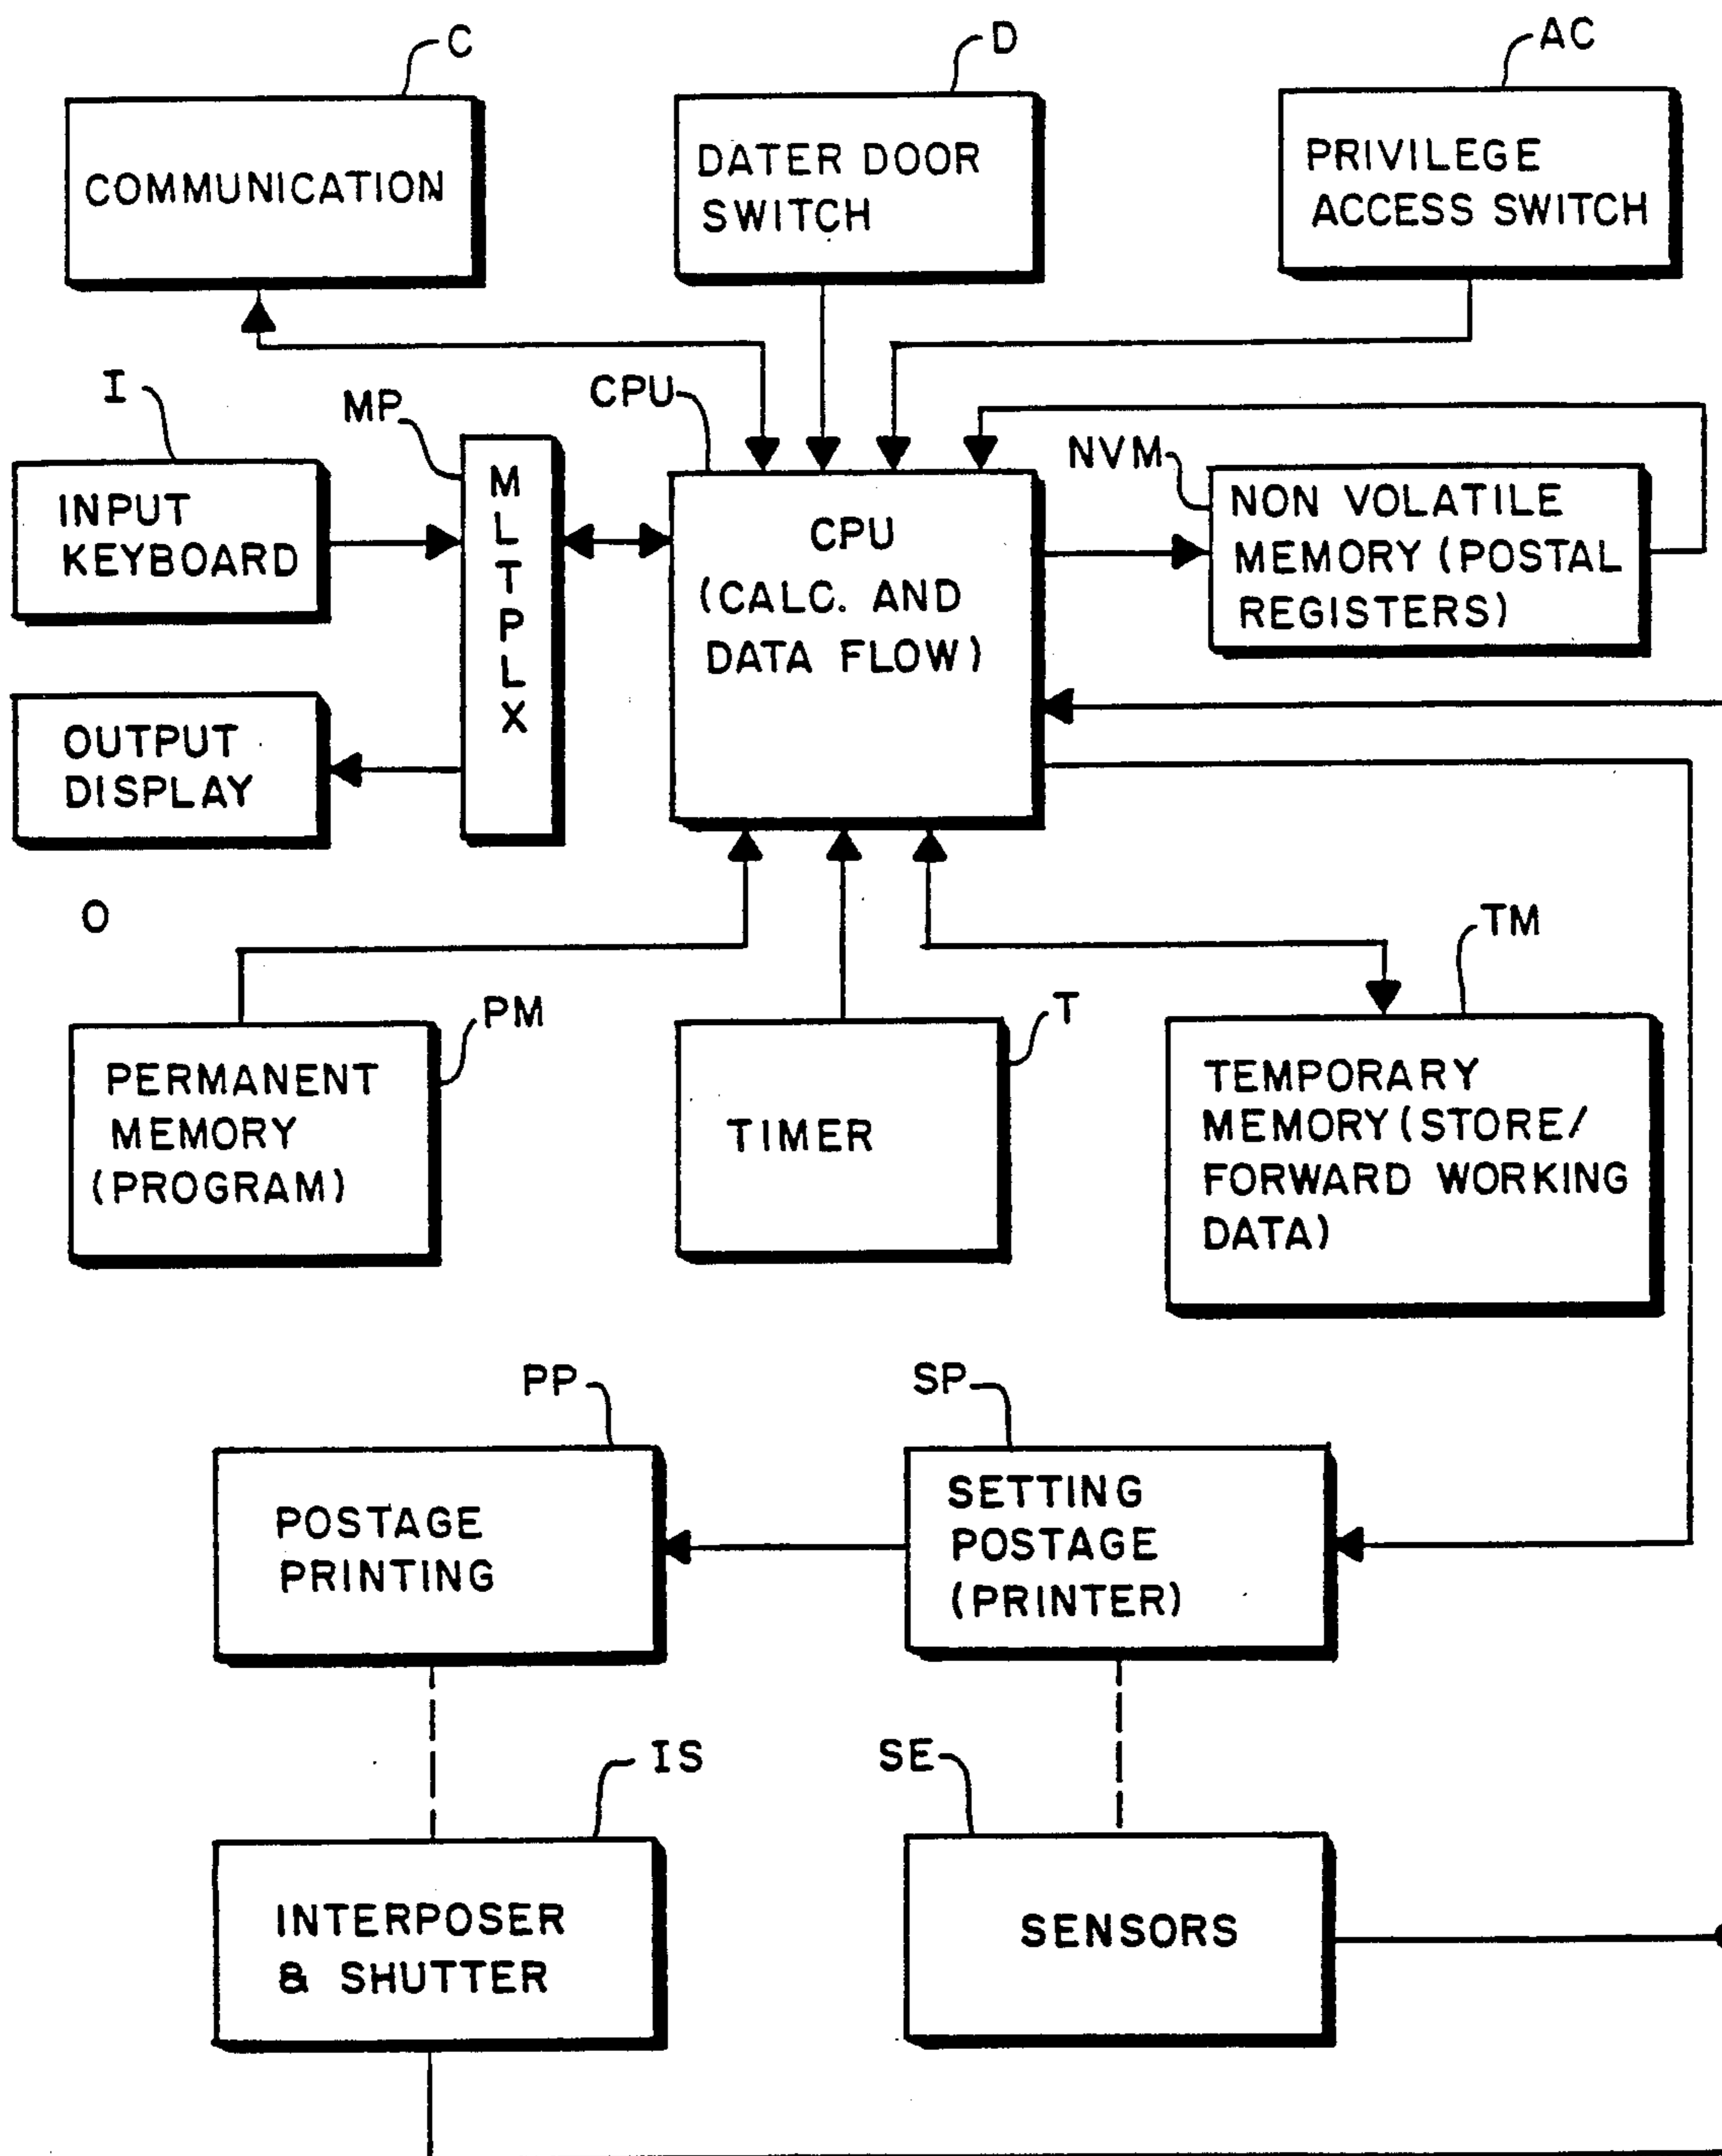 C
D
AC
COMMUNICATION
DATER DOOR
SWITCH
PRIVILEGE
ACCESS SWITCH
I
MP
CPU
NVM
INPUT
KEYBOARD
MLTPLX
CPU
(CALC. AND
DATA FLOW)
NON VOLATILE
MEMORY (POSTAL
REGISTERS)
OUTPUT
DISPLAY
O
PM
T
TM
PERMANENT
MEMORY
(PROGRAM)
TIMER
TEMPORARY
MEMORY (STORE/
FORWARD WORKING
DATA)
PP
SP
POSTAGE
PRINTING
SETTING
POSTAGE
(PRINTER)
IS
SE
INTERPOSER
& SHUTTER
SENSORS